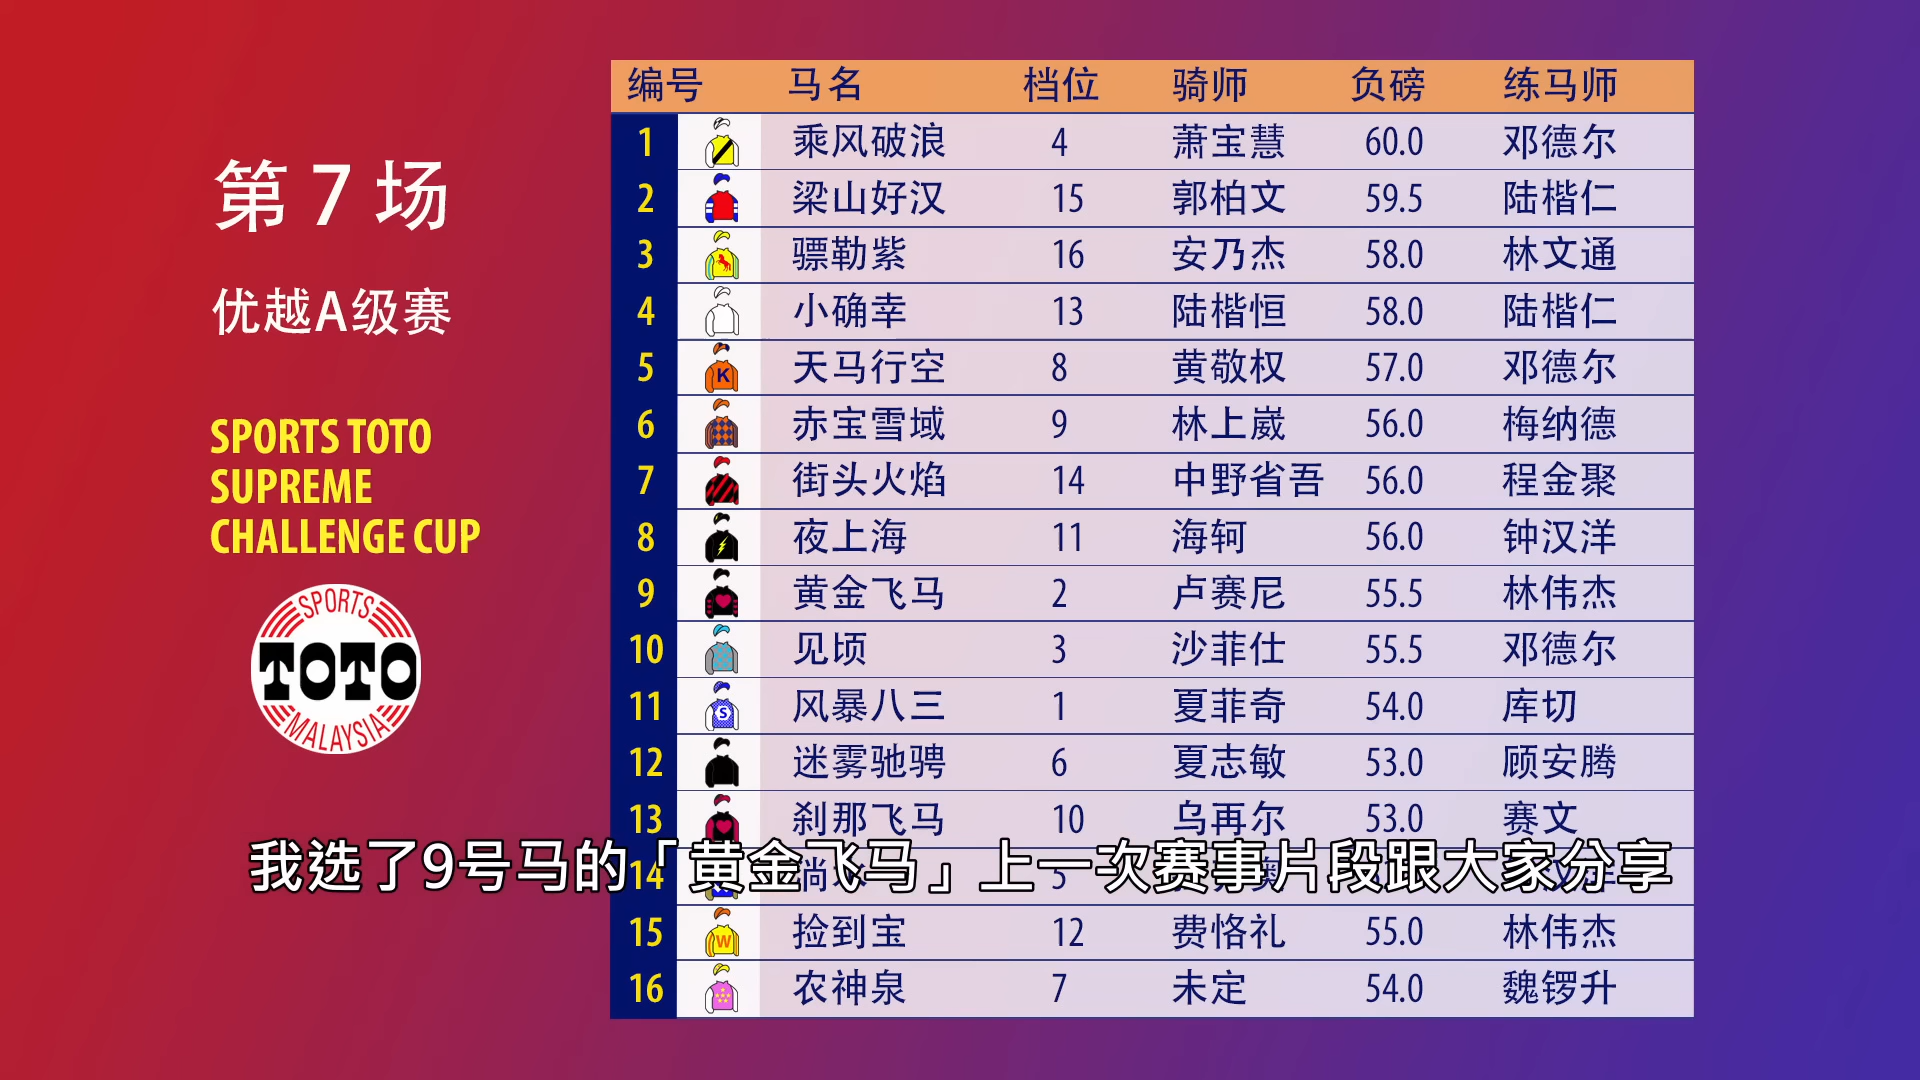 第 7 场
优越A级赛
SPORTS TOTO
SUPREME
CHALLENGE CUP
SPORTS
TOTO
MALAYSIA
编号 马名 档位 骑师 负磅 练马师
1 乘风破浪 4 萧宝慧 60.0 邓德尔
2 梁山好汉 15 郭柏文 59.5 陆楷仁
3 骠勒紫 16 安乃杰 58.0 林文通
4 小确幸 13 陆楷恒 58.0 陆楷仁
5 K 天马行空 8 黄敬权 57.0 邓德尔
6 赤宝雪域 9 林上崴 56.0 梅纳德
7 街头火焰 14 中野省吾 56.0 程金聚
8 夜上海 11 海轲 56.0 钟汉洋
9 黄金飞马 2 卢赛尼 55.5 林伟杰
10 见顷 3 沙菲仕 55.5 邓德尔
11 S 风暴八三 1 夏菲奇 54.0 库切
12 迷雾驰骋 6 夏志敏 53.0 顾安腾
13 刹那飞马 10 乌再尔 53.0 赛文
14 5
我选了9号马的「黄金飞马」上一次赛事片段跟大家分享
15 W 捡到宝 12 费恪礼 55.0 林伟杰
16 农神泉 7 未定 54.0 魏锣升